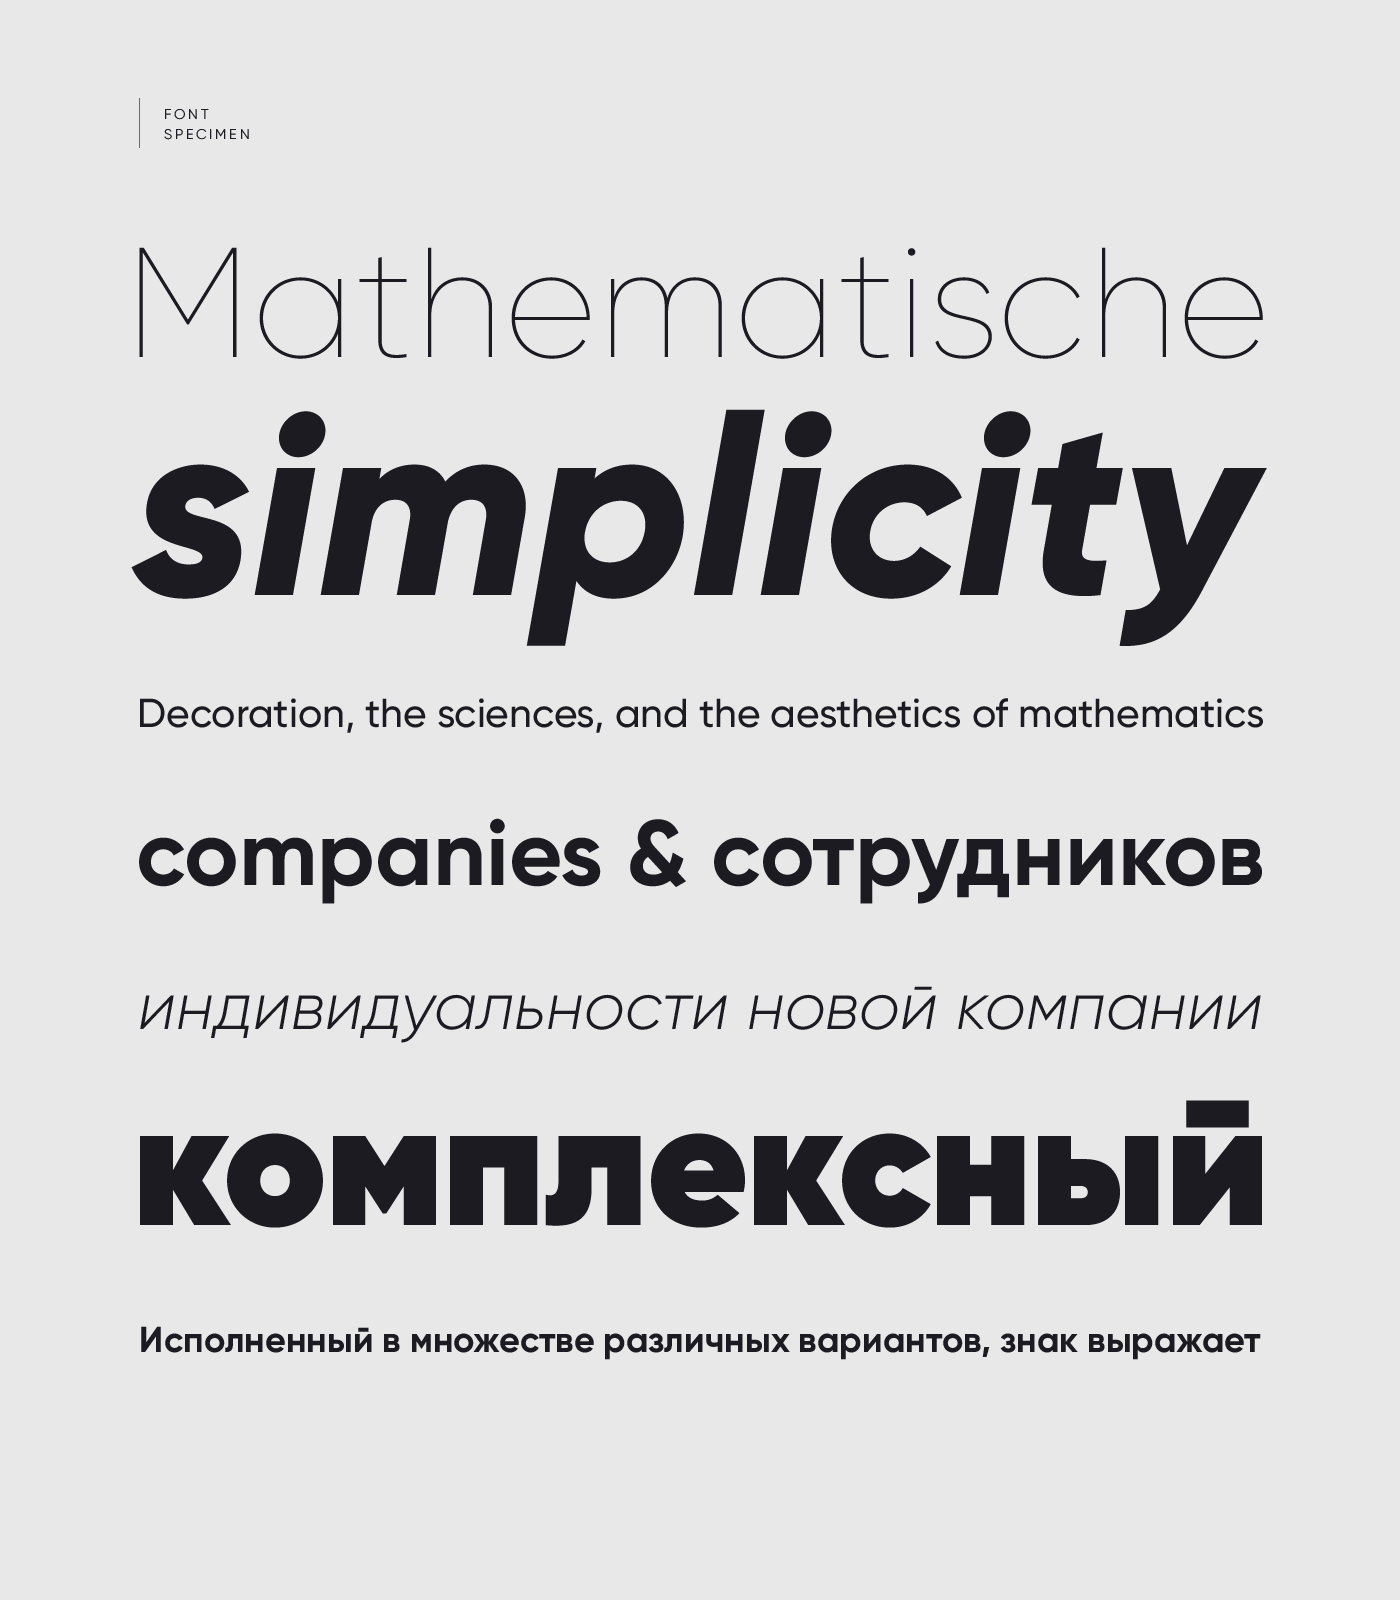 FONT
SPECIMEN
Mathematische
simplicity
Decoration, the sciences, and the aesthetics of mathematics
companies & сотрудников
индивидуальности новой компании
комплексный
Исполненный в множестве различных вариантов, знак выражает